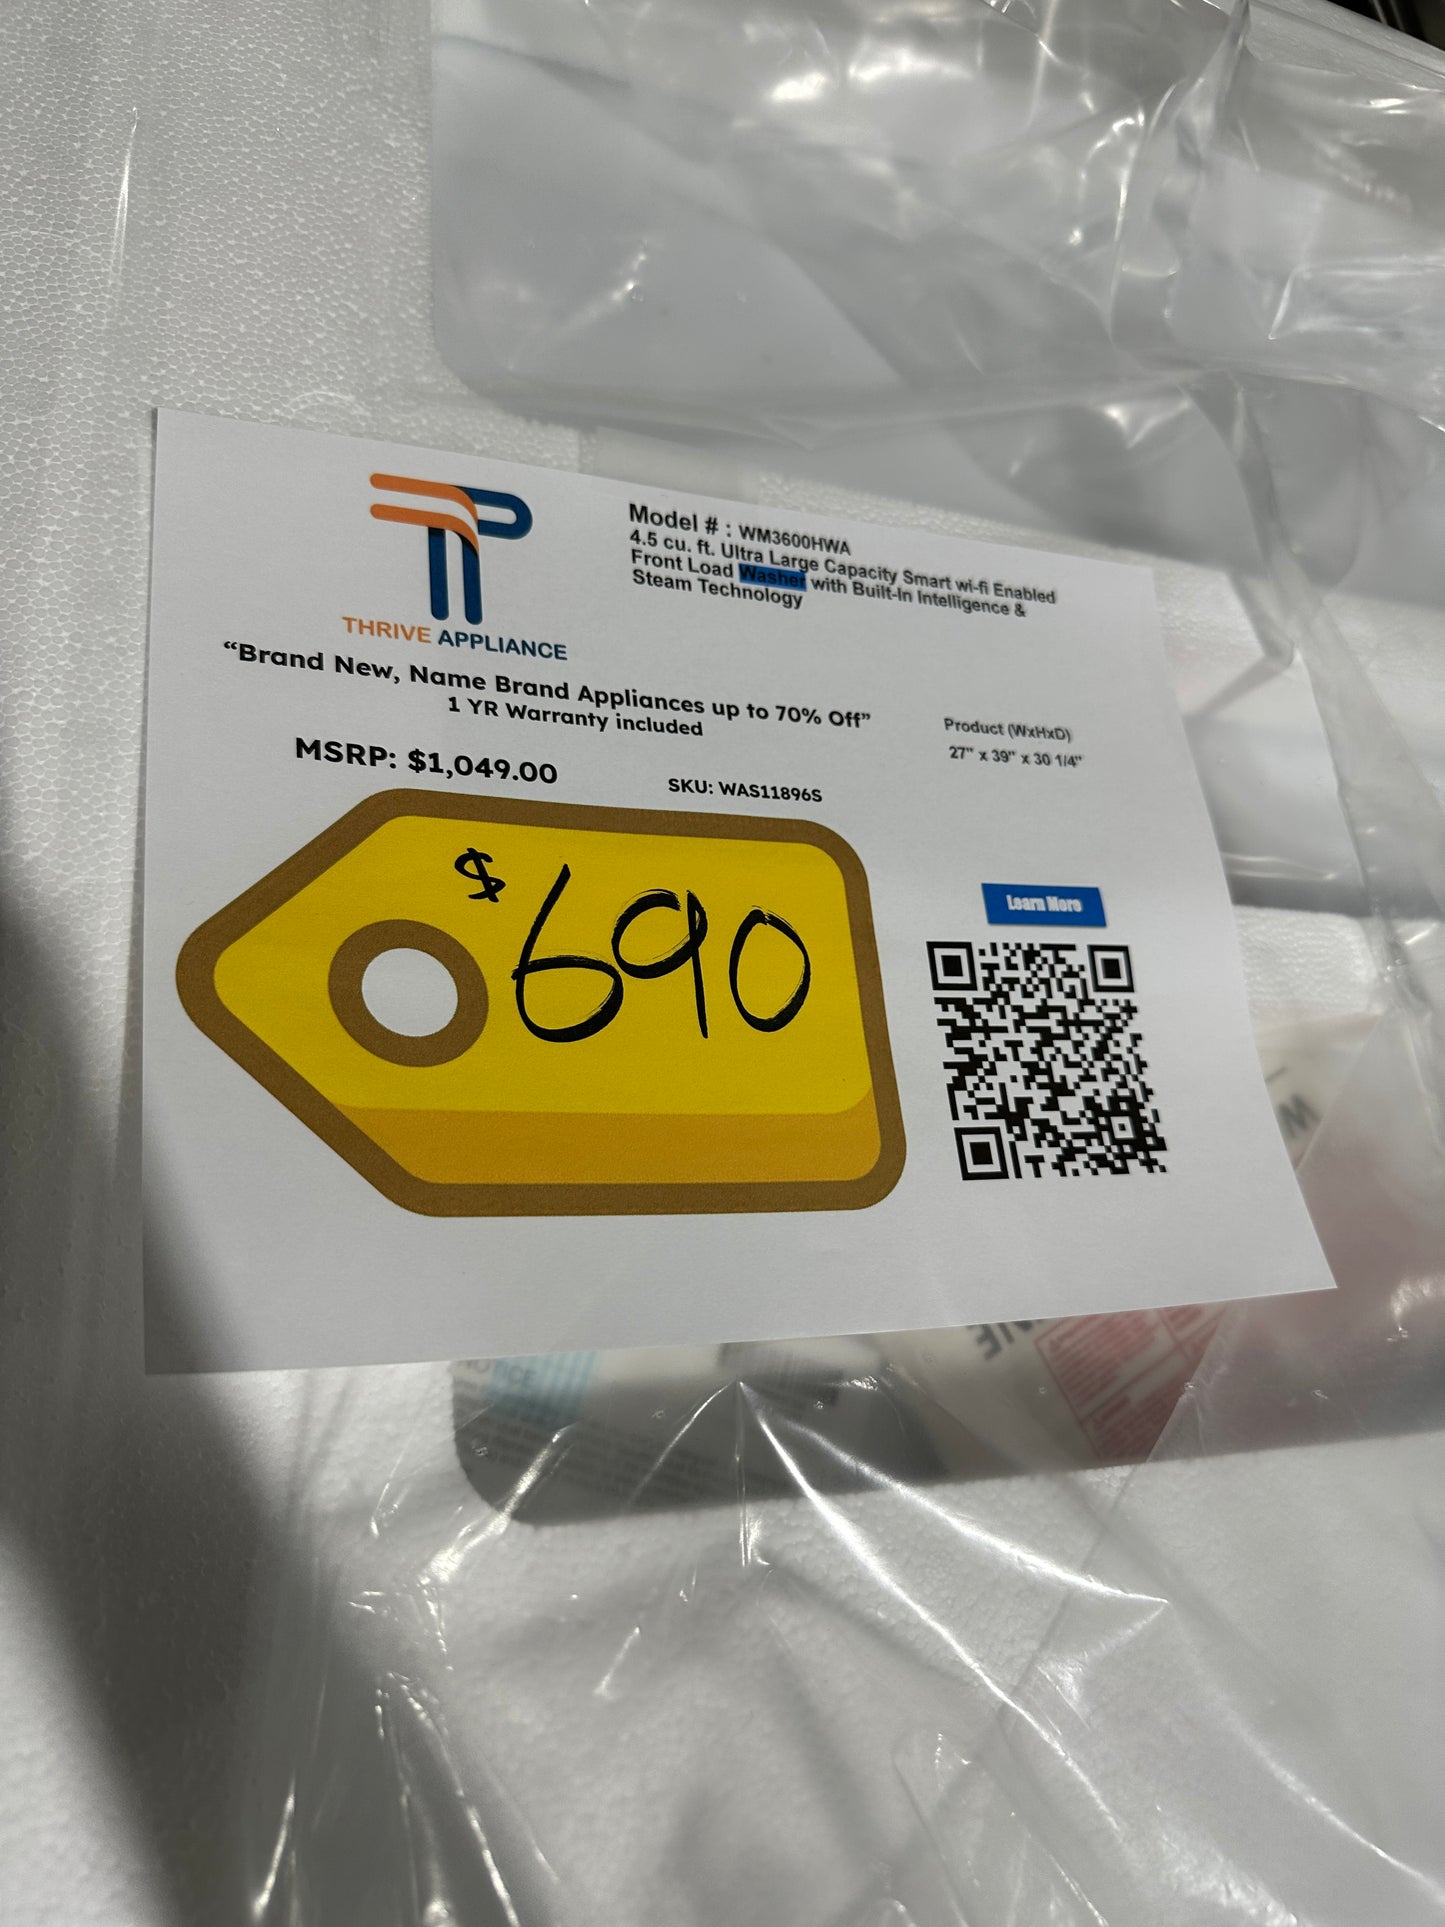 THRIVE APPLIANCE
Model # : WM3600HWA
4.5 cu. ft. Ultra Large Capacity Smart wi-fi Enabled
Front Load Washer with Built-In Intelligence &
Steam Technology
“Brand New, Name Brand Appliances up to 70% Off”
1 YR Warranty included
MSRP: $1,049.00
SKU: WAS11896S
Product (WxHxD)
27" x 39" x 30 1/4"
$690
Learn More